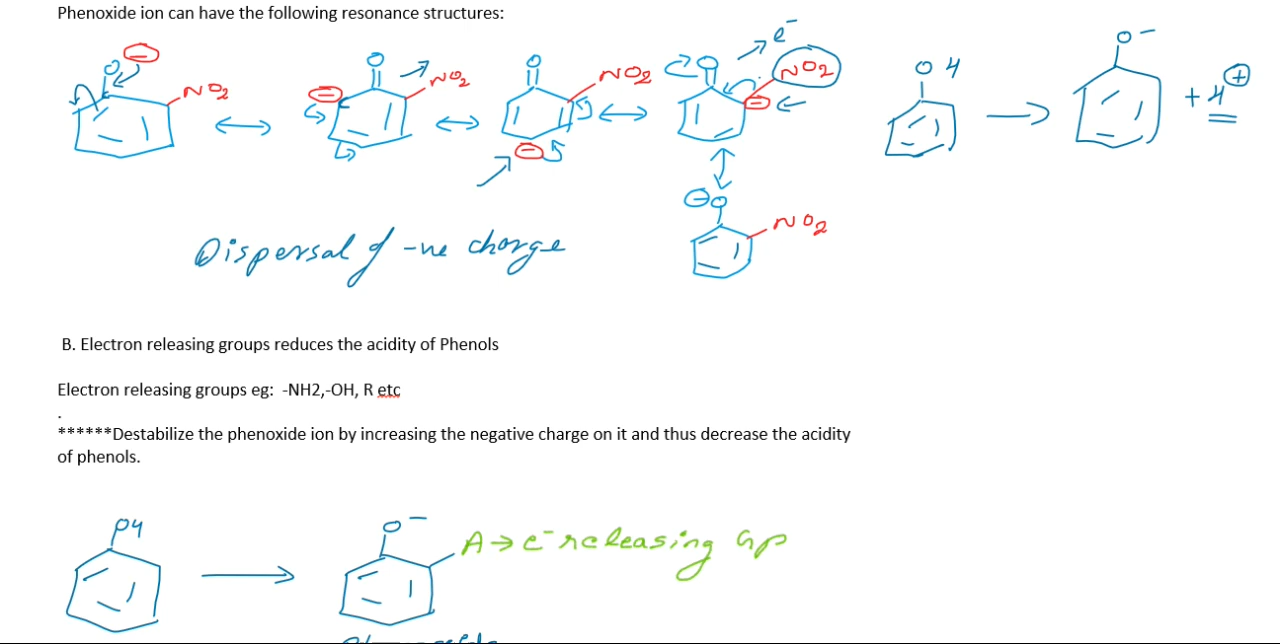 Phenoxide ion can have the following resonance structures:
e⁻
O⁻
O NO2
O NO2
O NO2
O NO2
O H
+ H⊕
⊖O
NO2
Dispersal of -ve charge
B. Electron releasing groups reduces the acidity of Phenols
Electron releasing groups eg: -NH2,-OH, R etc
.
******Destabilize the phenoxide ion by increasing the negative charge on it and thus decrease the acidity
of phenols.
OH
O⁻
A→e⁻ releasing Gp